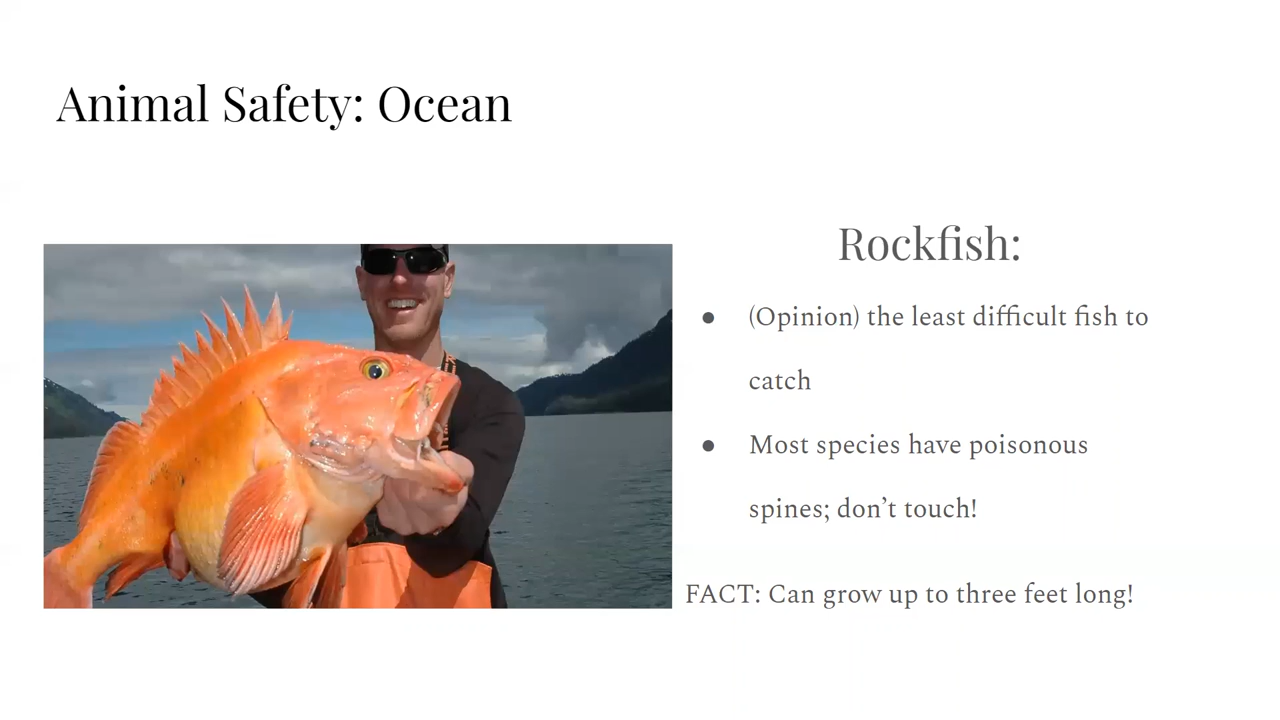 Animal Safety: Ocean
Rockfish:
● (Opinion) the least difficult fish to
catch
● Most species have poisonous
spines; don’t touch!
FACT: Can grow up to three feet long!